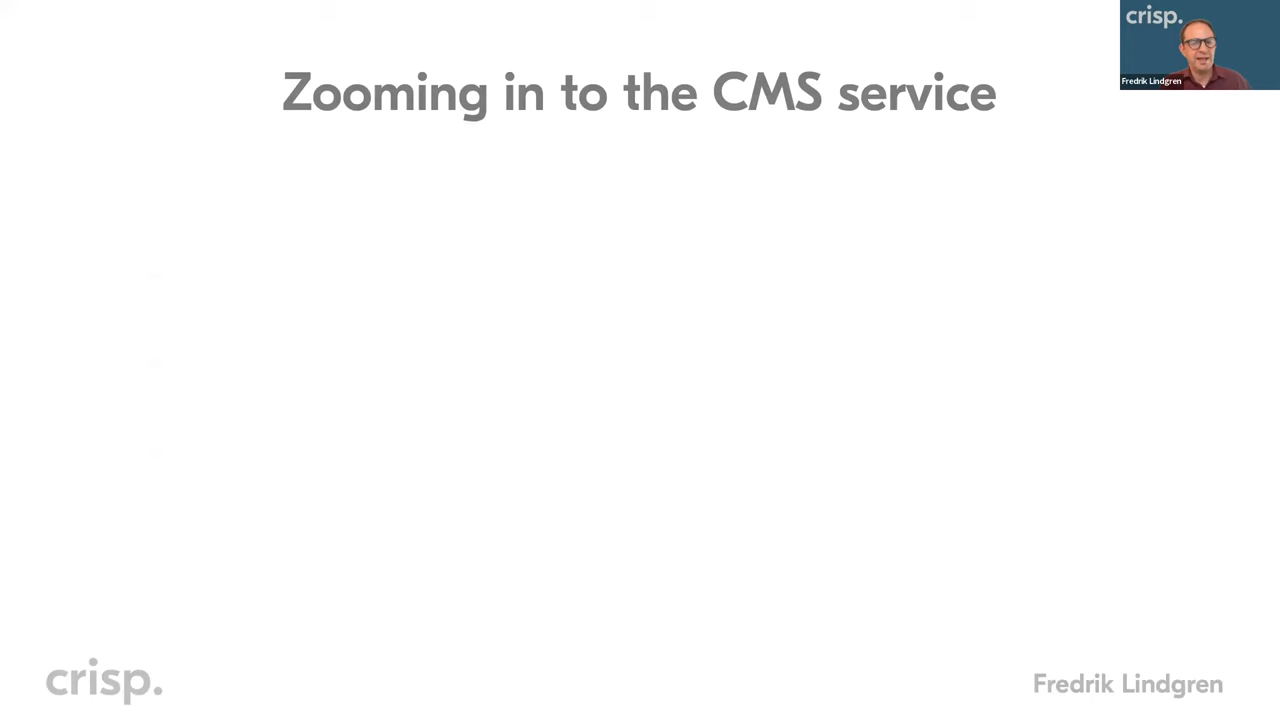 crisp.
Fredrik Lindgren
Zooming in to the CMS service
crisp.
Fredrik Lindgren